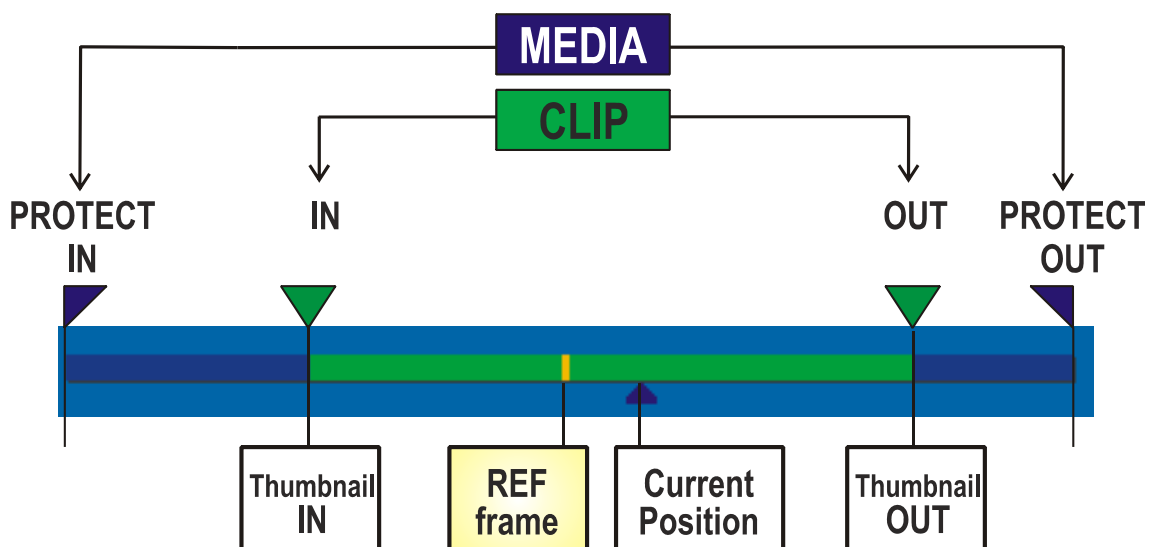 MEDIA
CLIP
PROTECT
IN
IN
OUT
PROTECT
OUT
Thumbnail
IN
REF
frame
Current
Position
Thumbnail
OUT